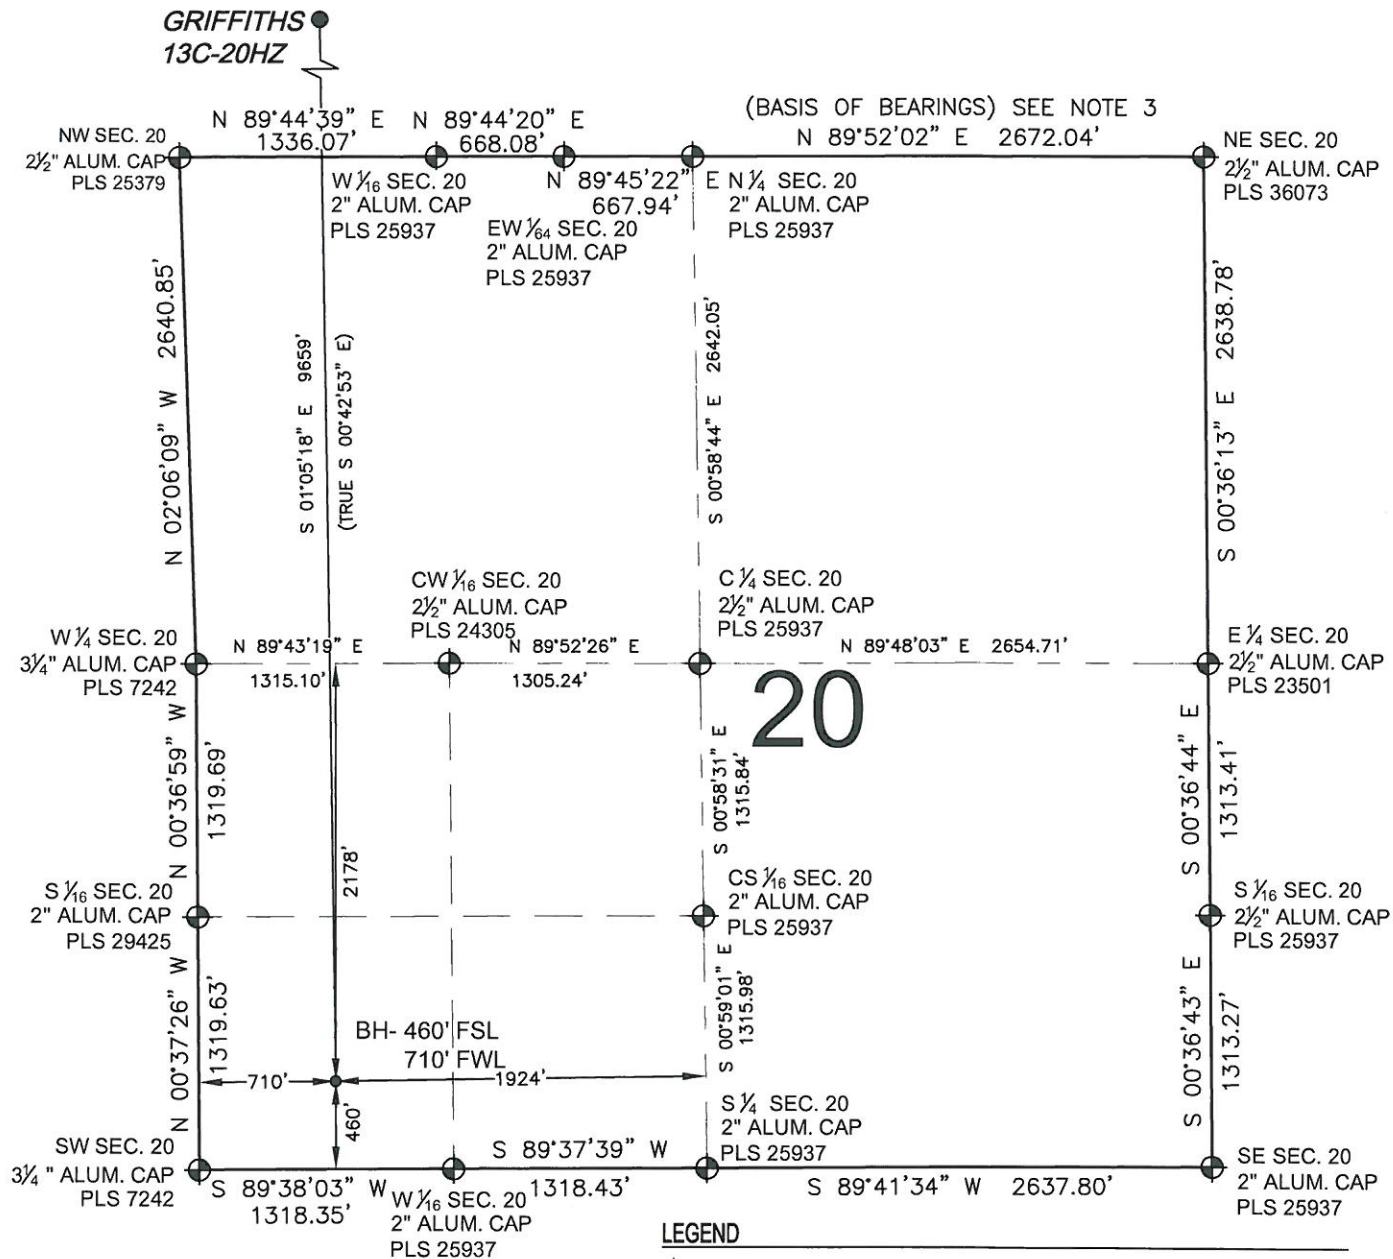 GRIFFITHS
13C-20HZ
(BASIS OF BEARINGS) SEE NOTE 3
N 89°44'39" E
1336.07'
N 89°44'20" E
668.08'
N 89°52'02" E 2672.04'
NW SEC. 20
2½" ALUM. CAP
PLS 25379
W 1/16 SEC. 20
2" ALUM. CAP
PLS 25937
N 89°45'22" E
667.94'
EW 1/64 SEC. 20
2" ALUM. CAP
PLS 25937
N ¼ SEC. 20
2" ALUM. CAP
PLS 25937
NE SEC. 20
2½" ALUM. CAP
PLS 36073
N 02°06'09" W 2640.85'
S 01°05'18" E 9659'
(TRUE S 00°42'53" E)
S 00°58'44" E 2642.05'
S 00°36'13" E 2638.78'
CW 1/16 SEC. 20
2½" ALUM. CAP
PLS 24305
C ¼ SEC. 20
2½" ALUM. CAP
PLS 25937
W ¼ SEC. 20
3¼" ALUM. CAP
PLS 7242
N 89°43'19" E
1315.10'
N 89°52'26" E
1305.24'
N 89°48'03" E 2654.71'
E ¼ SEC. 20
2½" ALUM. CAP
PLS 23501
20
N 00°36'59" W
1319.69'
2178'
S 00°58'31" E
1315.84'
S 00°36'44" E
1313.41'
S 1/16 SEC. 20
2" ALUM. CAP
PLS 29425
CS 1/16 SEC. 20
2" ALUM. CAP
PLS 25937
S 1/16 SEC. 20
2½" ALUM. CAP
PLS 25937
N 00°37'26" W
1319.63'
BH- 460' FSL
710' FWL
710'
1924'
460'
S 00°59'01" E
1315.98'
S 00°36'43" E
1313.27'
SW SEC. 20
3¼" ALUM. CAP
PLS 7242
S 89°38'03" W
1318.35'
W 1/16 SEC. 20
2" ALUM. CAP
PLS 25937
S 89°37'39" W
1318.43'
S ¼ SEC. 20
2" ALUM. CAP
PLS 25937
S 89°41'34" W 2637.80'
SE SEC. 20
2" ALUM. CAP
PLS 25937
LEGEND